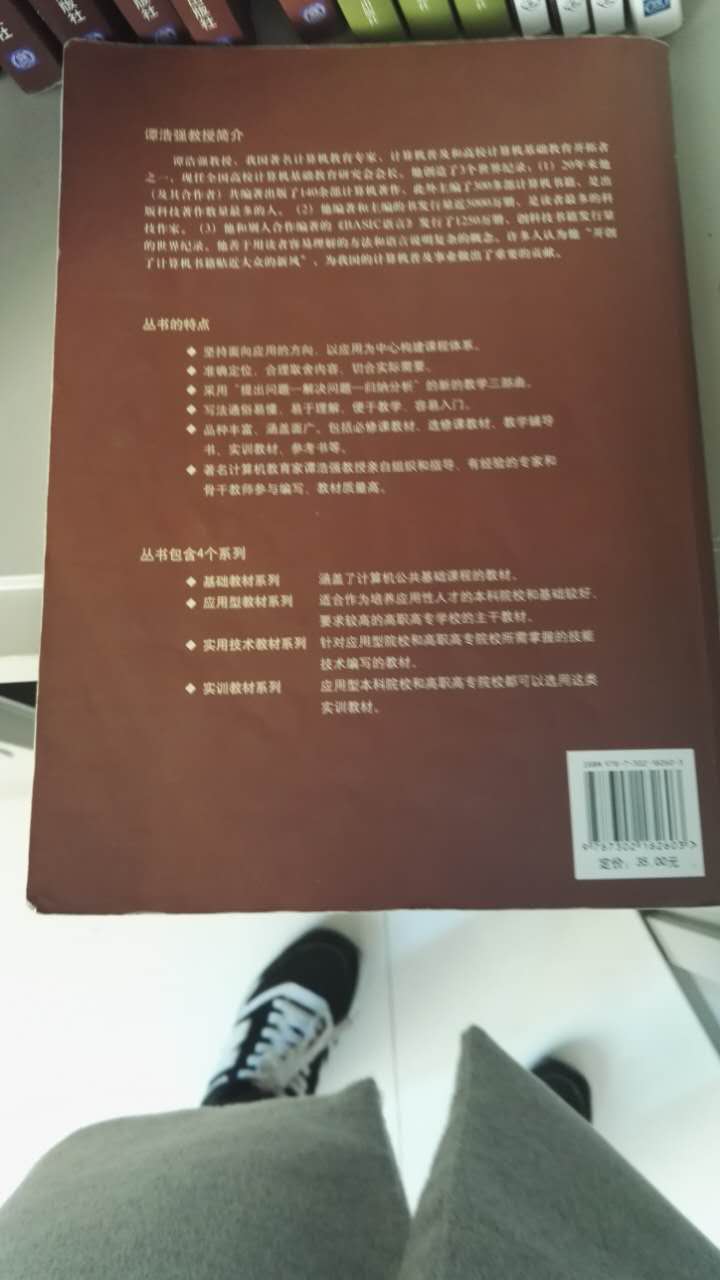 版社
出版社
谭浩强教授简介
谭浩强教授，我国著名计算机教育专家、计算机普及和高校计算机基础教育开拓者
之一，现任全国高校计算机基础教育研究会会长。他创造了3个世界纪录：（1）20年来他
（及其合作者）共编著出版了140余部计算机著作，此外主编了300多部计算机书籍，是出
版科技著作数量最多的人。（2）他编著和主编的书发行量近5000万册，是读者最多的科
技作家。（3）他和别人合作编著的《BASIC语言》发行了1250万册，创科技书籍发行量
的世界纪录。他善于用读者容易理解的方法和语言说明复杂的概念。许多人认为他“开创
了计算机书籍贴近大众的新风”，为我国的计算机普及事业做出了重要的贡献。
丛书的特点
◆ 坚持面向应用的方向，以应用为中心构建课程体系。
◆ 准确定位，合理取舍内容，切合实际需要。
◆ 采用“提出问题—解决问题—归纳分析”的新的教学三部曲。
◆ 写法通俗易懂，易于理解，便于教学，容易入门。
◆ 品种丰富，涵盖面广。包括必修课教材、选修课教材、教学辅导
书、实训教材、参考书等。
◆ 著名计算机教育家谭浩强教授亲自组织和指导，有经验的专家和
骨干教师参与编写，教材质量高。
丛书包含4个系列
◆ 基础教材系列 涵盖了计算机公共基础课程的教材。
◆ 应用型教材系列 适合作为培养应用性人才的本科院校和基础较好、
要求较高的高职高专学校的主干教材。
◆ 实用技术教材系列 针对应用型院校和高职高专院校所需掌握的技能
技术编写的教材。
◆ 实训教材系列 应用型本科院校和高职高专院校都可以选用这类
实训教材。
ISBN 978-7-302-16260-3
9 787302 162603 >
定价：35.00元